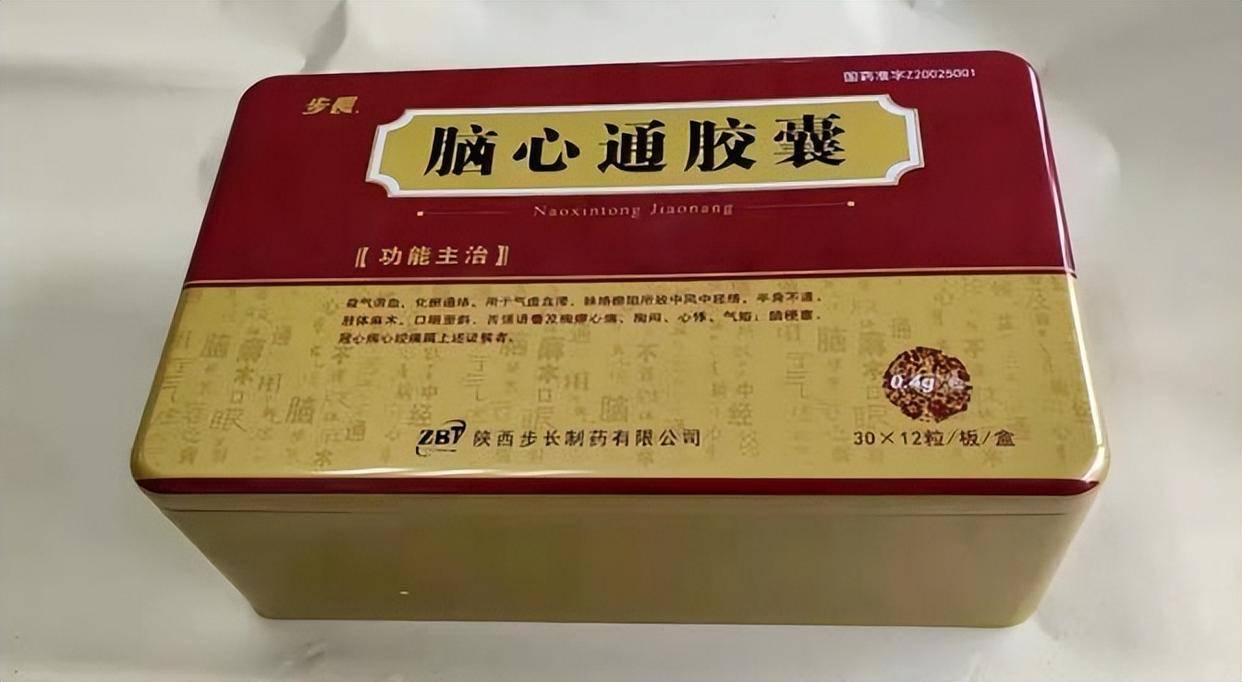 步長
国药准字Z20025001
脑心通胶囊
Naoxintong Jiaonang
【功能主治】
益气活血、化瘀通络。用于气虚血滞、脉络瘀阻所致中风中经络，半身不遂、
肢体麻木、口眼歪斜、舌强语謇及胸痹心痛、胸闷、心悸、气短；脑梗塞、
冠心病心绞痛属上述证候者。
0.4g
ZBT 陕西步长制药有限公司
30×12粒/板/盒